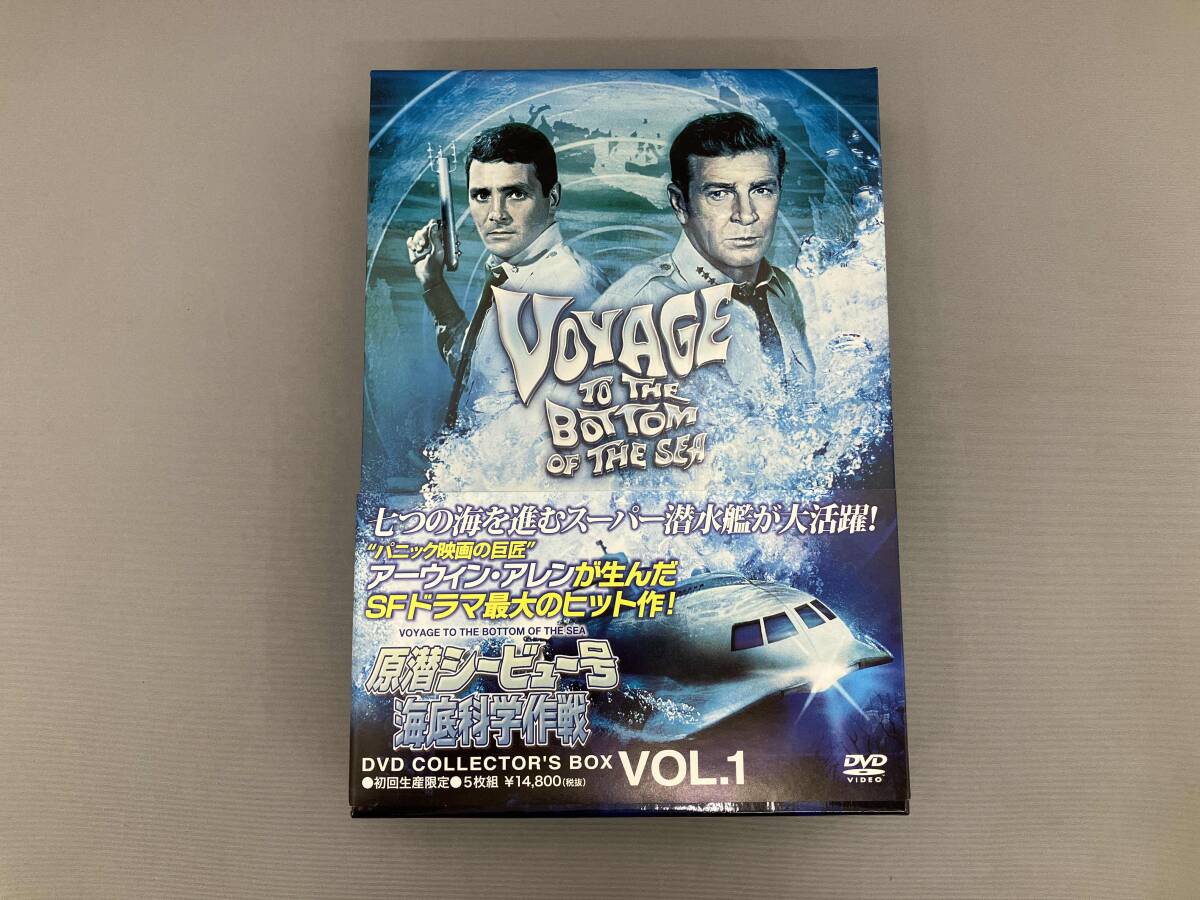 VOYAGE
TO THE
BOTTOM
OF THE SEA
七つの海を進むスーパー潜水艦が大活躍!
"パニック映画の巨匠"
アーウィン・アレンが生んだ
SFドラマ最大のヒット作!
VOYAGE TO THE BOTTOM OF THE SEA
原潜シービュー号
海底科学作戦
DVD COLLECTOR'S BOX VOL.1
●初回生産限定●5枚組 ¥14,800(税抜)
DVD
VIDEO